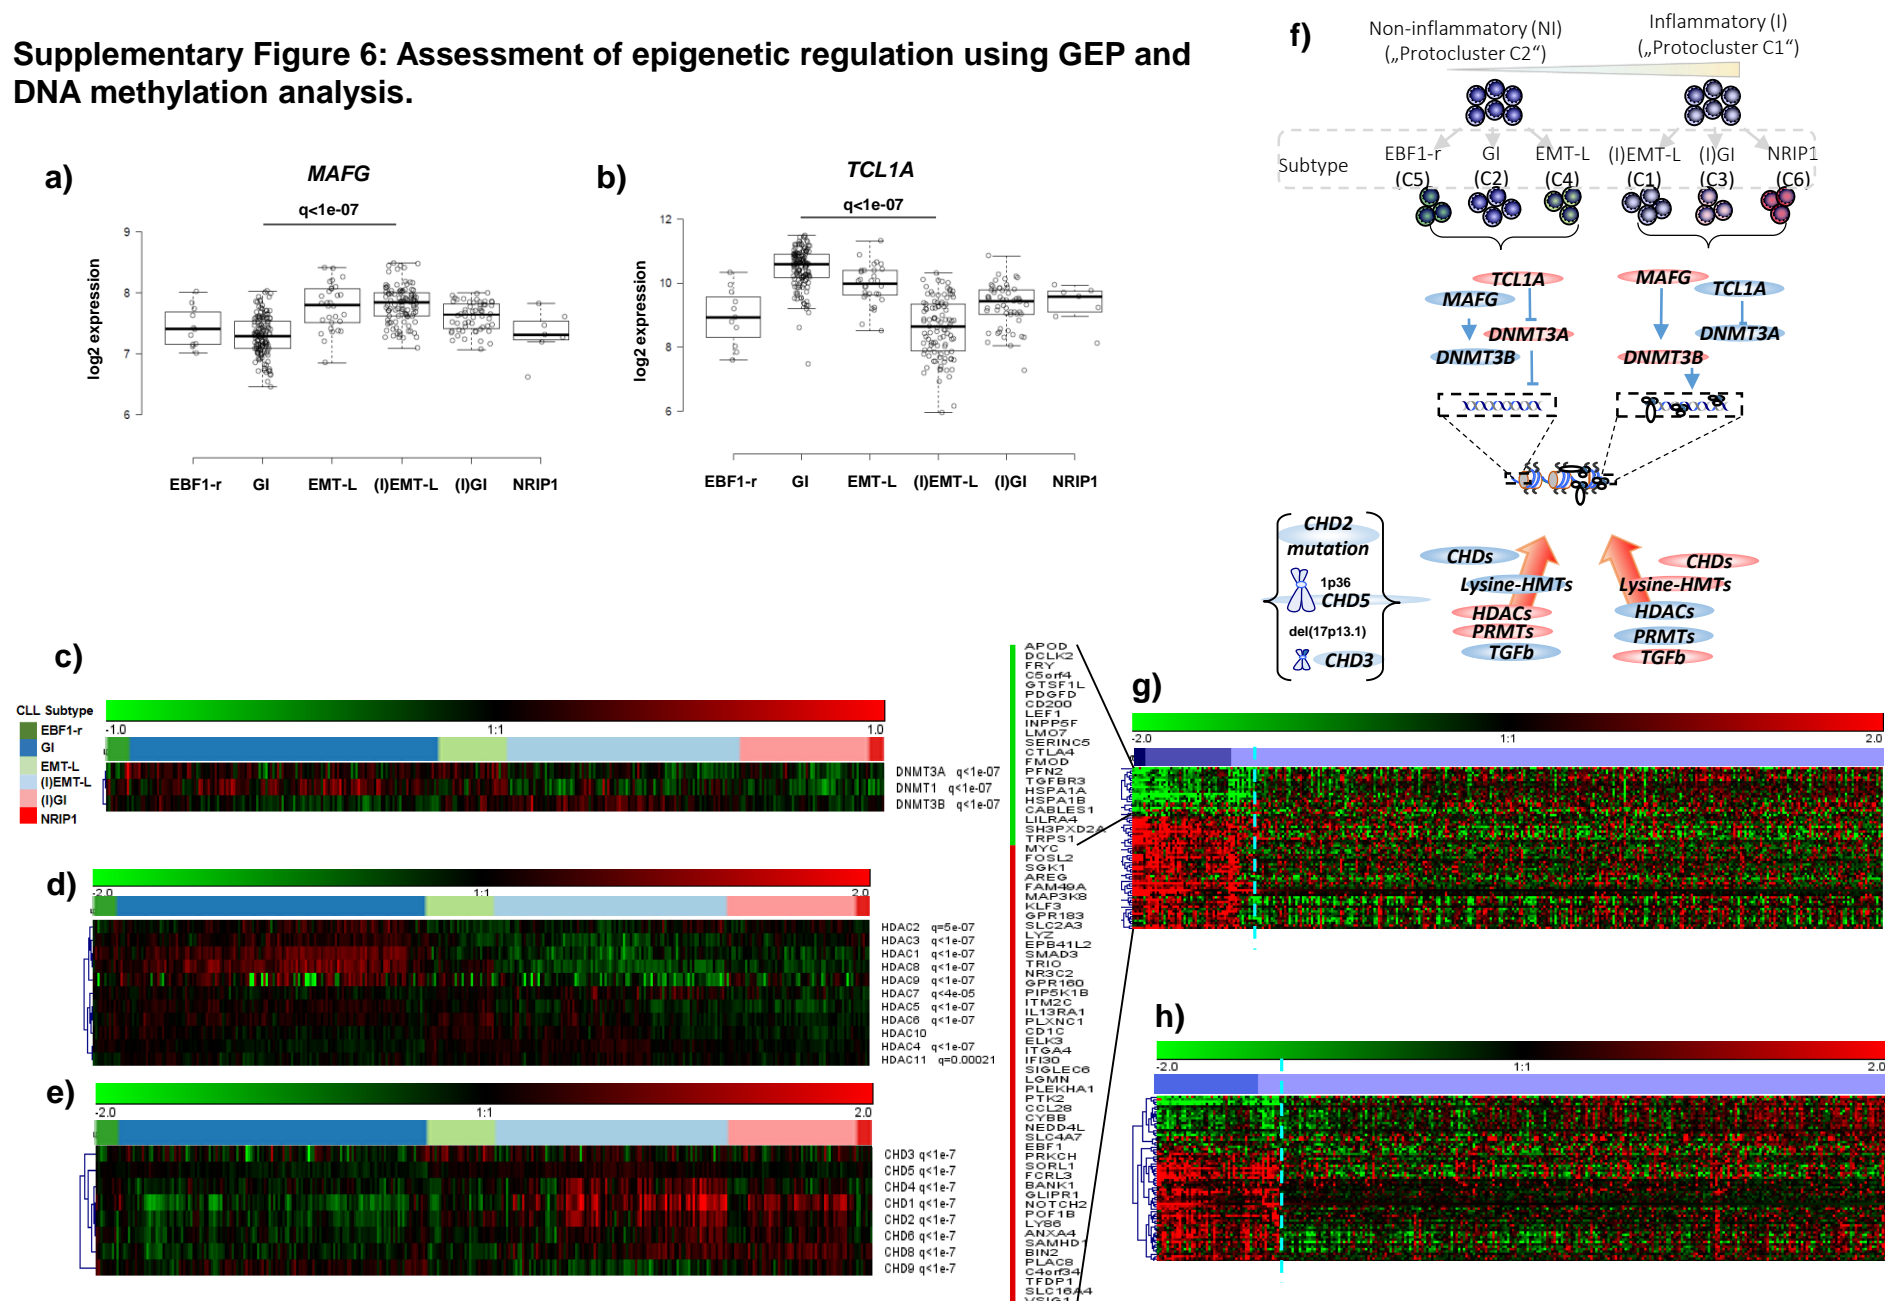 Supplementary Figure 6: Assessment of epigenetic regulation using GEP and
DNA methylation analysis.
a)
MAFG
q<1e-07
log2 expression
9
8
7
6
EBF1-r GI EMT-L (I)EMT-L (I)GI NRIP1
b)
TCL1A
q<1e-07
log2 expression
12
10
8
6
EBF1-r GI EMT-L (I)EMT-L (I)GI NRIP1
c)
CLL Subtype
EBF1-r
GI
EMT-L
(I)EMT-L
(I)GI
NRIP1
-1.0 1:1 1.0
DNMT3A q<1e-07
DNMT1 q<1e-07
DNMT3B q<1e-07
d)
-2.0 1:1 2.0
HDAC2 q=5e-07
HDAC3 q<1e-07
HDAC1 q<1e-07
HDAC8 q<1e-07
HDAC9 q<1e-07
HDAC7 q<4e-05
HDAC5 q<1e-07
HDAC6 q<1e-07
HDAC10
HDAC4 q<1e-07
HDAC11 q=0.00021
e)
-2.0 1:1 2.0
CHD3 q<1e-7
CHD5 q<1e-7
CHD4 q<1e-7
CHD1 q<1e-7
CHD2 q<1e-7
CHD6 q<1e-7
CHD8 q<1e-7
CHD9 q<1e-7
f)
Non-inflammatory (NI)
(„Protocluster C2“)
Inflammatory (I)
(„Protocluster C1“)
Subtype
EBF1-r GI EMT-L (I)EMT-L (I)GI NRIP1
(C5) (C2) (C4) (C1) (C3) (C6)
TCL1A
MAFG
DNMT3A
DNMT3B
MAFG
TCL1A
DNMT3A
DNMT3B
CHD2
mutation
1p36
CHD5
del(17p13.1)
CHD3
CHDs
Lysine-HMTs
HDACs
PRMTs
TGFb
CHDs
Lysine-HMTs
HDACs
PRMTs
TGFb
APOD
DCLK2
FRY
C5orf4
GTSF1L
PDGFD
CD200
LEF1
INPP5F
LMO7
SERINC5
CTLA4
FMOD
PFN2
TGFBR3
HSPA1A
HSPA1B
CABLES1
LILRA4
SH3PXD2A
TRPS1
MYC
FOSL2
SGK1
AREG
FAM49A
MAP3K8
KLF3
GPR183
SLC2A3
LYZ
EPB41L2
SMAD3
TRIO
NR3C2
GPR160
PIP5K1B
ITM2C
IL13RA1
PLXNC1
CD1C
ELK3
ITGA4
IFI30
SIGLEC6
LGMN
PLEKHA1
PTK2
CCL28
CYBB
NEDD4L
SLC4A7
EBF1
PRKCH
SORL1
FCRL3
BANK1
GLIPR1
NOTCH2
POF1B
LY86
ANXA4
SAMHD1
BIN2
PLAC8
C4orf34
TFDP1
SLC16A4
VSIG1
g)
-2.0 1:1 2.0
h)
-2.0 1:1 2.0